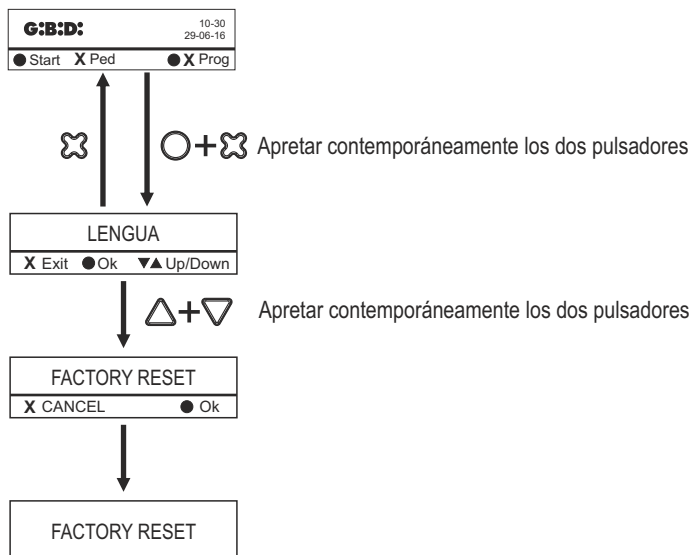 G:B:D: 10-30
29-06-16
● Start X Ped ● X Prog
+ Apretar contemporáneamente los dos pulsadores
LENGUA
X Exit ● Ok ▼▲ Up/Down
+ Apretar contemporáneamente los dos pulsadores
FACTORY RESET
X CANCEL ● Ok
FACTORY RESET